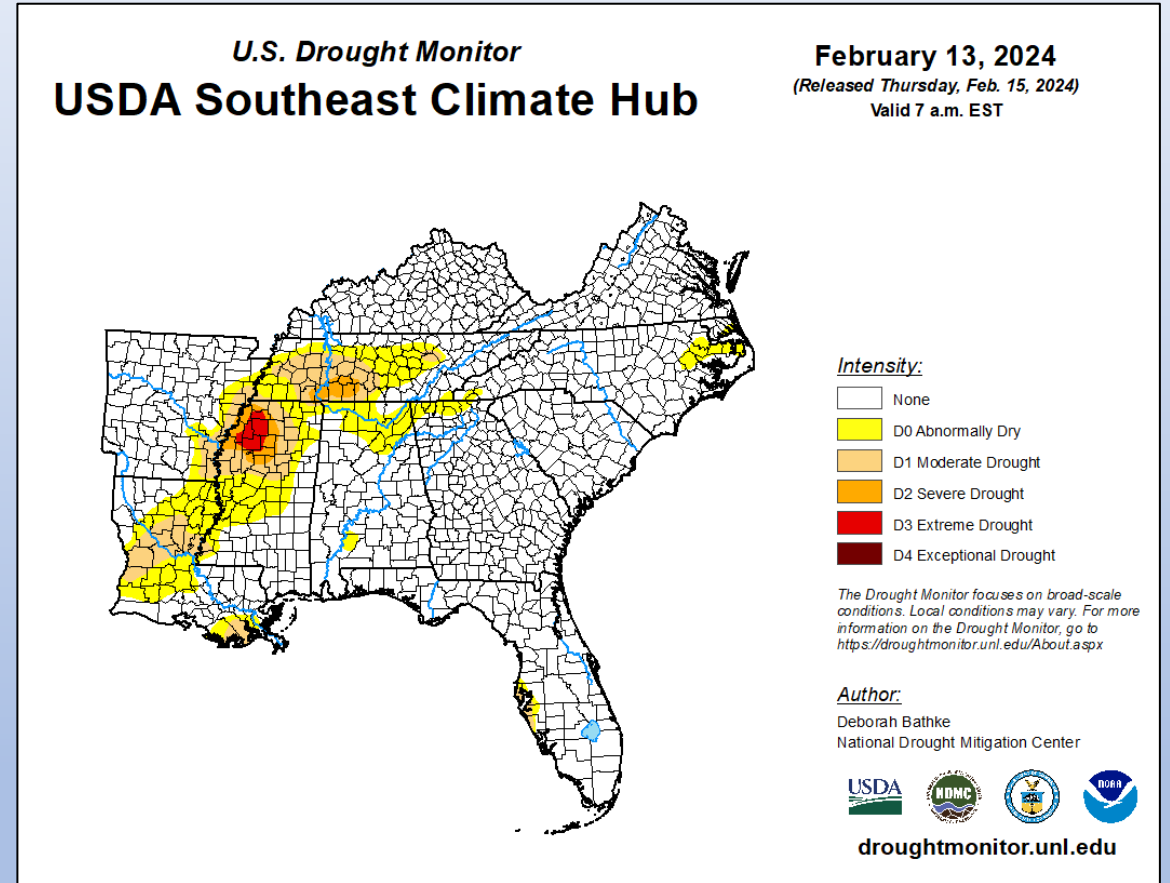 U.S. Drought Monitor
USDA Southeast Climate Hub
February 13, 2024
(Released Thursday, Feb. 15, 2024)
Valid 7 a.m. EST
Intensity:
None
D0 Abnormally Dry
D1 Moderate Drought
D2 Severe Drought
D3 Extreme Drought
D4 Exceptional Drought
The Drought Monitor focuses on broad-scale
conditions. Local conditions may vary. For more
information on the Drought Monitor, go to
https://droughtmonitor.unl.edu/About.aspx
Author:
Deborah Bathke
National Drought Mitigation Center
USDA
NDMC
NOAA
droughtmonitor.unl.edu